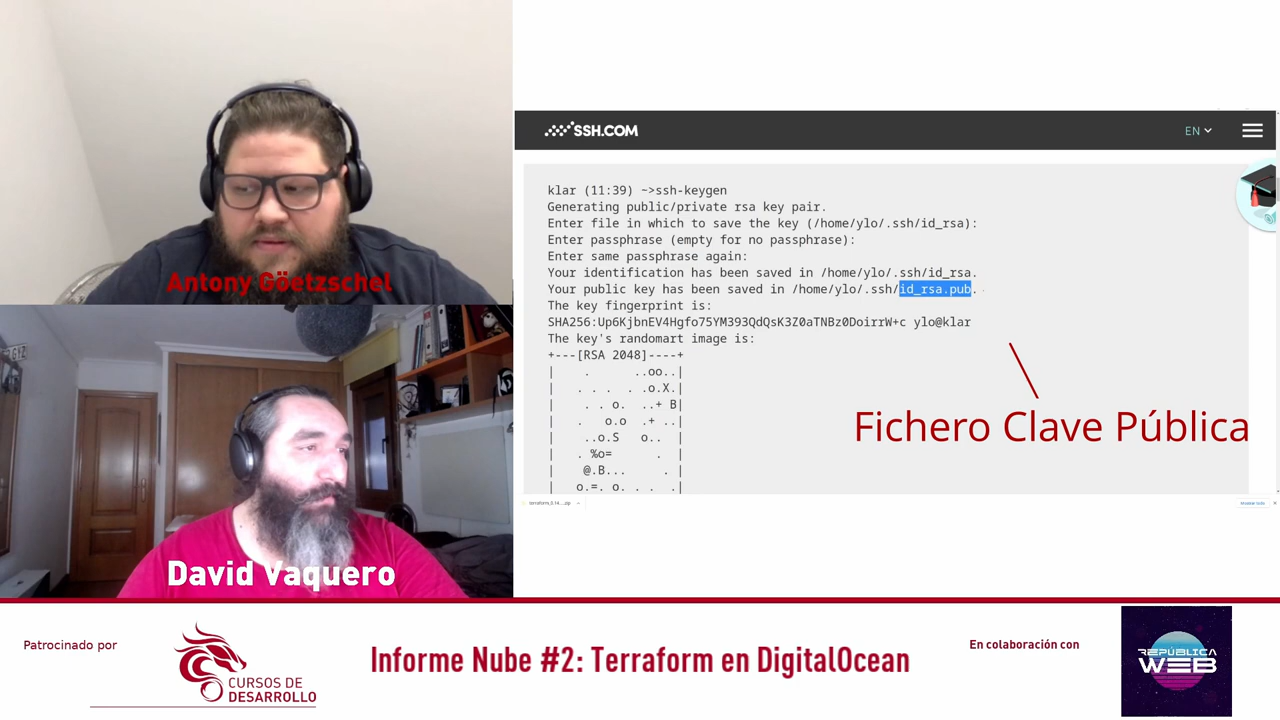 Antony Göetzschel
David Vaquero
SSH.COM
EN
klar (11:39) ~>ssh-keygen
Generating public/private rsa key pair.
Enter file in which to save the key (/home/ylo/.ssh/id_rsa):
Enter passphrase (empty for no passphrase):
Enter same passphrase again:
Your identification has been saved in /home/ylo/.ssh/id_rsa.
Your public key has been saved in /home/ylo/.ssh/id_rsa.pub.
The key fingerprint is:
SHA256:Up6KjbnEV4Hgfo75YM393QdQsK3Z0aTNBz0DoirrW+c ylo@klar
The key's randomart image is:
+---[RSA 2048]----+
|    .      ..oo..|
|   . . .  . .o.X.|
|    . . o.  ..+ B|
|   .   o.o  .+ ..|
|    ..o.S   o..  |
|   . %o=      .  |
|    @.B...     . |
|   o.=. o. . .  .|
Fichero Clave Pública
Patrocinado por
CURSOS DE
DESARROLLO
Informe Nube #2: Terraform en DigitalOcean
En colaboración con
REPÚBLICA
WEB